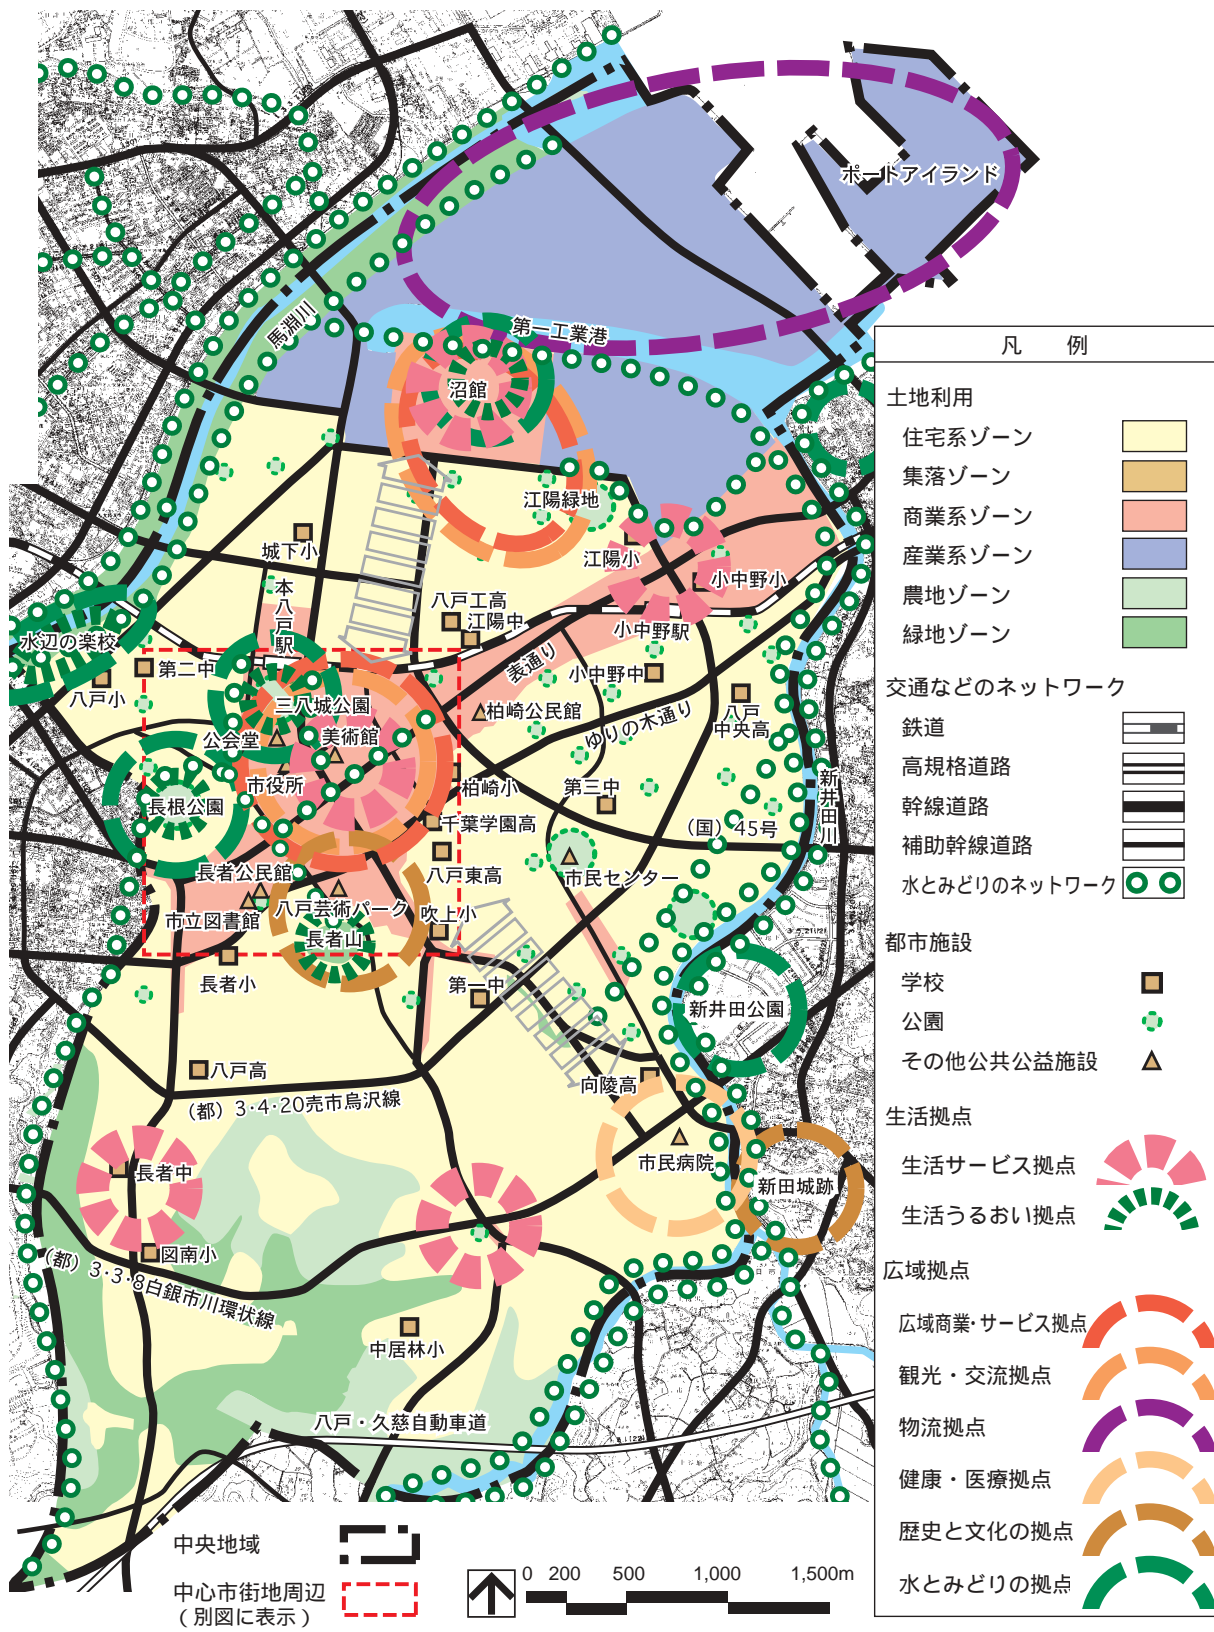 ポートアイランド
第一工業港
馬淵川
沼館
江陽緑地
城下小
江陽小
小中野小
本八戸駅
八戸工高
江陽中
小中野駅
水辺の楽校
第二中
表通り
小中野中
八戸小
三八城公園
柏崎公民館
ゆりの木通り
八戸
中央高
公会堂
美術館
市役所
柏崎小
第三中
新井田川
長根公園
千葉学園高
（国）45号
長者公民館
八戸東高
市民センター
市立図書館
八戸芸術パーク
吹上小
長者山
長者小
第一中
新井田公園
八戸高
向陵高
（都）3・4・20売市烏沢線
市民病院
長者中
新田城跡
図南小
（都）3・3・8白銀市川環状線
中居林小
八戸・久慈自動車道
凡　例
土地利用
住宅系ゾーン
集落ゾーン
商業系ゾーン
産業系ゾーン
農地ゾーン
緑地ゾーン
交通などのネットワーク
鉄道
高規格道路
幹線道路
補助幹線道路
水とみどりのネットワーク
都市施設
学校
公園
その他公共公益施設
生活拠点
生活サービス拠点
生活うるおい拠点
広域拠点
広域商業・サービス拠点
観光・交流拠点
物流拠点
健康・医療拠点
歴史と文化の拠点
水とみどりの拠点
中央地域
中心市街地周辺
（別図に表示）
0 200 500 1,000 1,500m